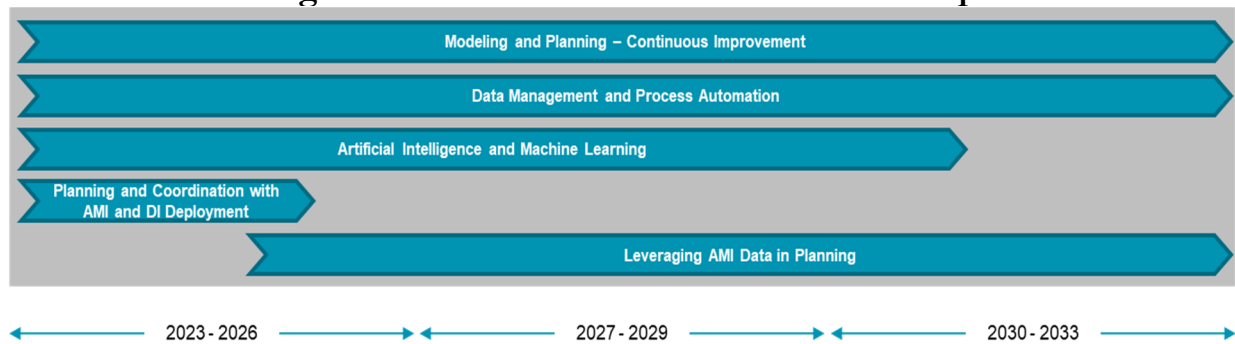 Modeling and Planning – Continuous Improvement
Data Management and Process Automation
Artificial Intelligence and Machine Learning
Planning and Coordination with
AMI and DI Deployment
Leveraging AMI Data in Planning
2023 - 2026
2027 - 2029
2030 - 2033